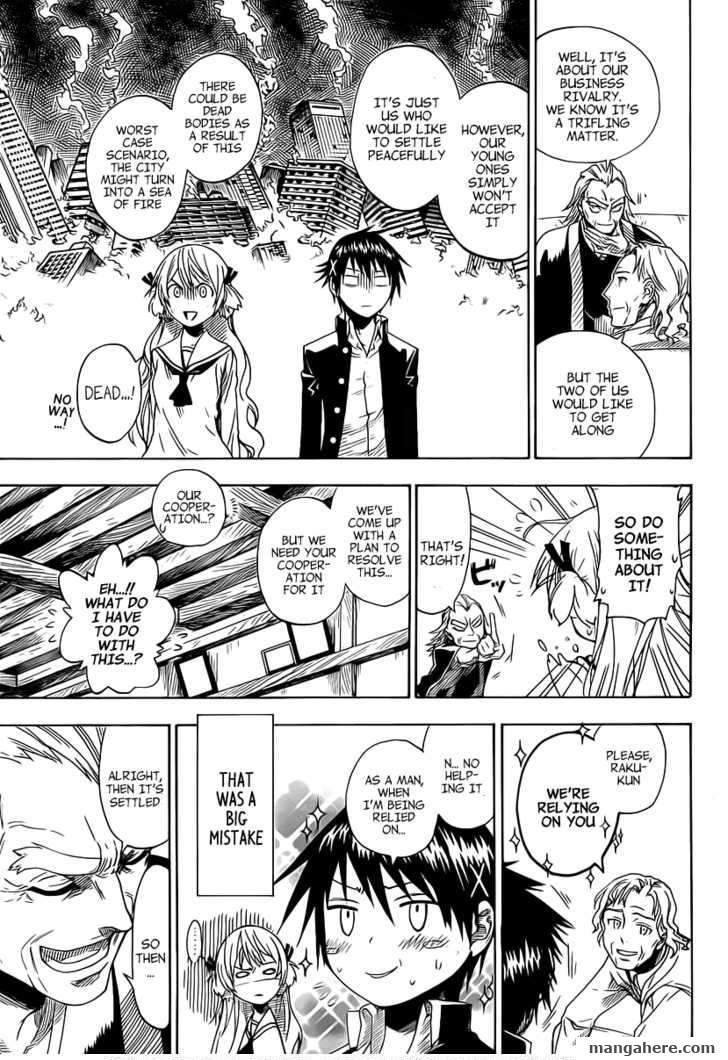 WELL, IT'S
ABOUT OUR
BUSINESS
RIVALRY.
WE KNOW IT'S
A TRIFLING
MATTER.
BUT THE
TWO OF US
WOULD LIKE
TO GET
ALONG
HOWEVER,
OUR
YOUNG
ONES
SIMPLY
WON'T
ACCEPT
IT
IT'S JUST
US WHO
WOULD LIKE
TO SETTLE
PEACEFULLY
THERE
COULD BE
DEAD
BODIES AS
A RESULT
OF THIS
WORST
CASE
SCENARIO,
THE CITY
MIGHT TURN
INTO A SEA
OF FIRE
DEAD...!
NO
WAY
...!
SO DO
SOME-
THING
ABOUT
IT!
THAT'S
RIGHT!
ビッ
WE'VE
COME UP
WITH A
PLAN TO
RESOLVE
THIS...
BUT WE
NEED YOUR
COOPER-
ATION
FOR IT
OUR
COOPER-
ATION...?
EH...!!
WHAT DO
I HAVE
TO DO
WITH
THIS...?
PLEASE,
RAKU-
KUN
WE'RE
RELYING
ON YOU
N... NO
HELP-
ING IT
AS A MAN,
WHEN
I'M BEING
RELIED
ON...
THAT
WAS A
BIG
MISTAKE
......
ALRIGHT,
THEN IT'S
SETTLED
SO
THEN
...
mangahere.com